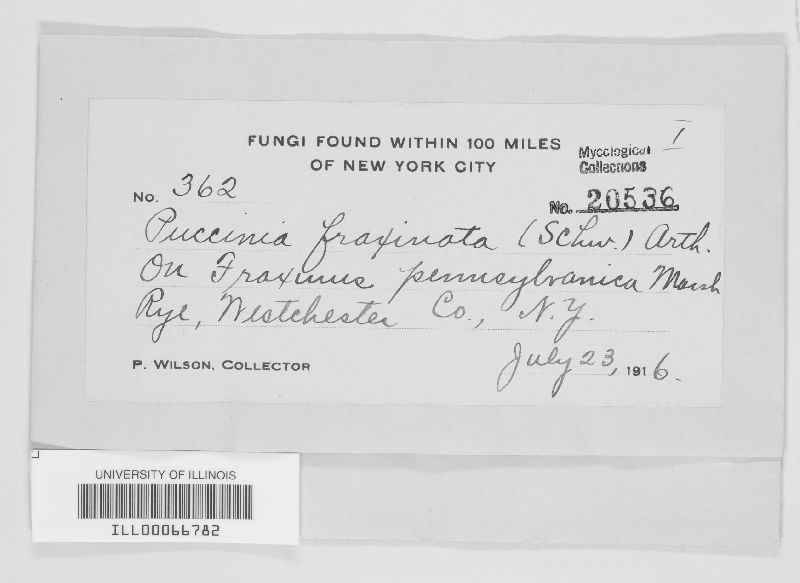 FUNGI FOUND WITHIN 100 MILES
OF NEW YORK CITY
I
Mycological
Collections
No. 362
No. 20536
Puccinia fraxinata (Schw.) Arth.
On Fraxinus pennsylvanica Marsh
Rye, Westchester Co., N.Y.
P. WILSON, COLLECTOR
July 23, 1916.
UNIVERSITY OF ILLINOIS
ILL00066782